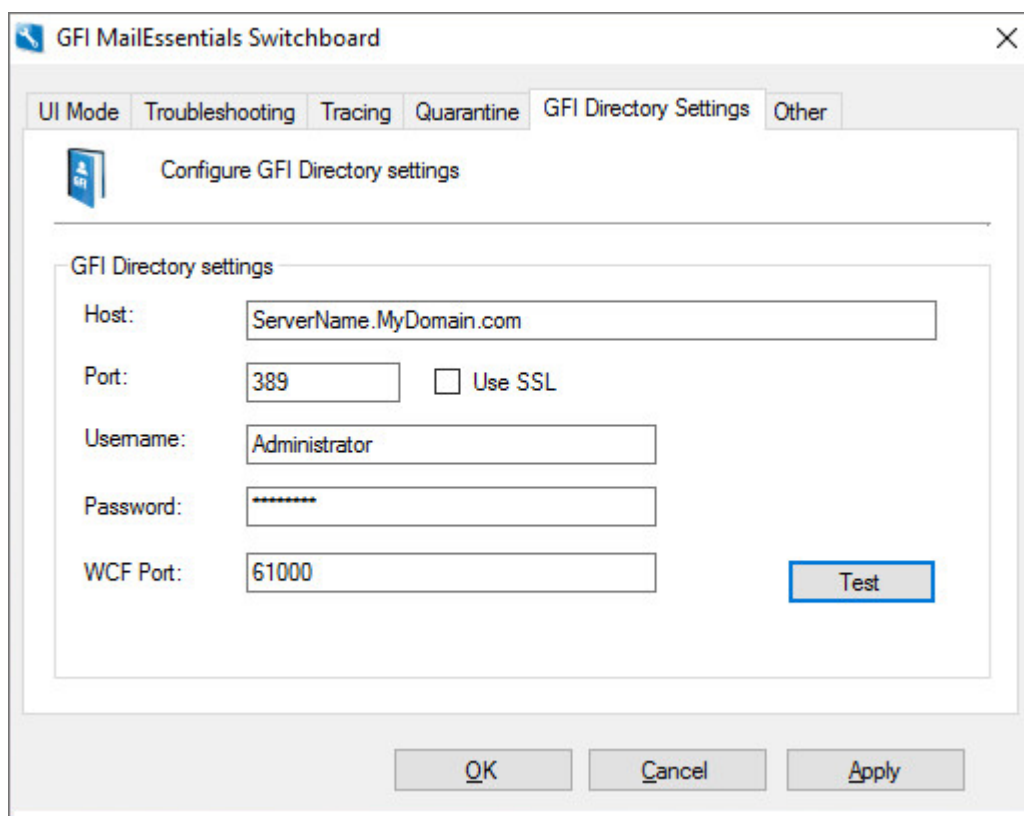 GFI MailEssentials Switchboard
UI Mode Troubleshooting Tracing Quarantine GFI Directory Settings Other
GFI
Configure GFI Directory settings
GFI Directory settings
Host: ServerName.MyDomain.com
Port: 389 Use SSL
Username: Administrator
Password: ********
WCF Port: 61000
Test
OK Cancel Apply